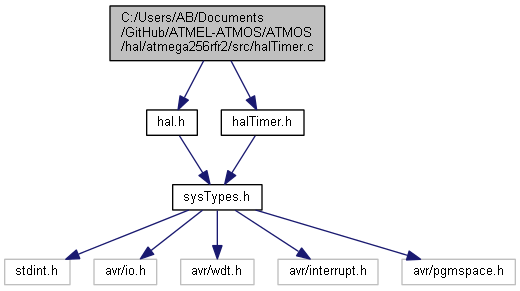 C:/Users/AB/Documents
/GitHub/ATMEL-ATMOS/ATMOS
/hal/atmega256rfr2/src/halTimer.c
hal.h
halTimer.h
sysTypes.h
stdint.h
avr/io.h
avr/wdt.h
avr/interrupt.h
avr/pgmspace.h